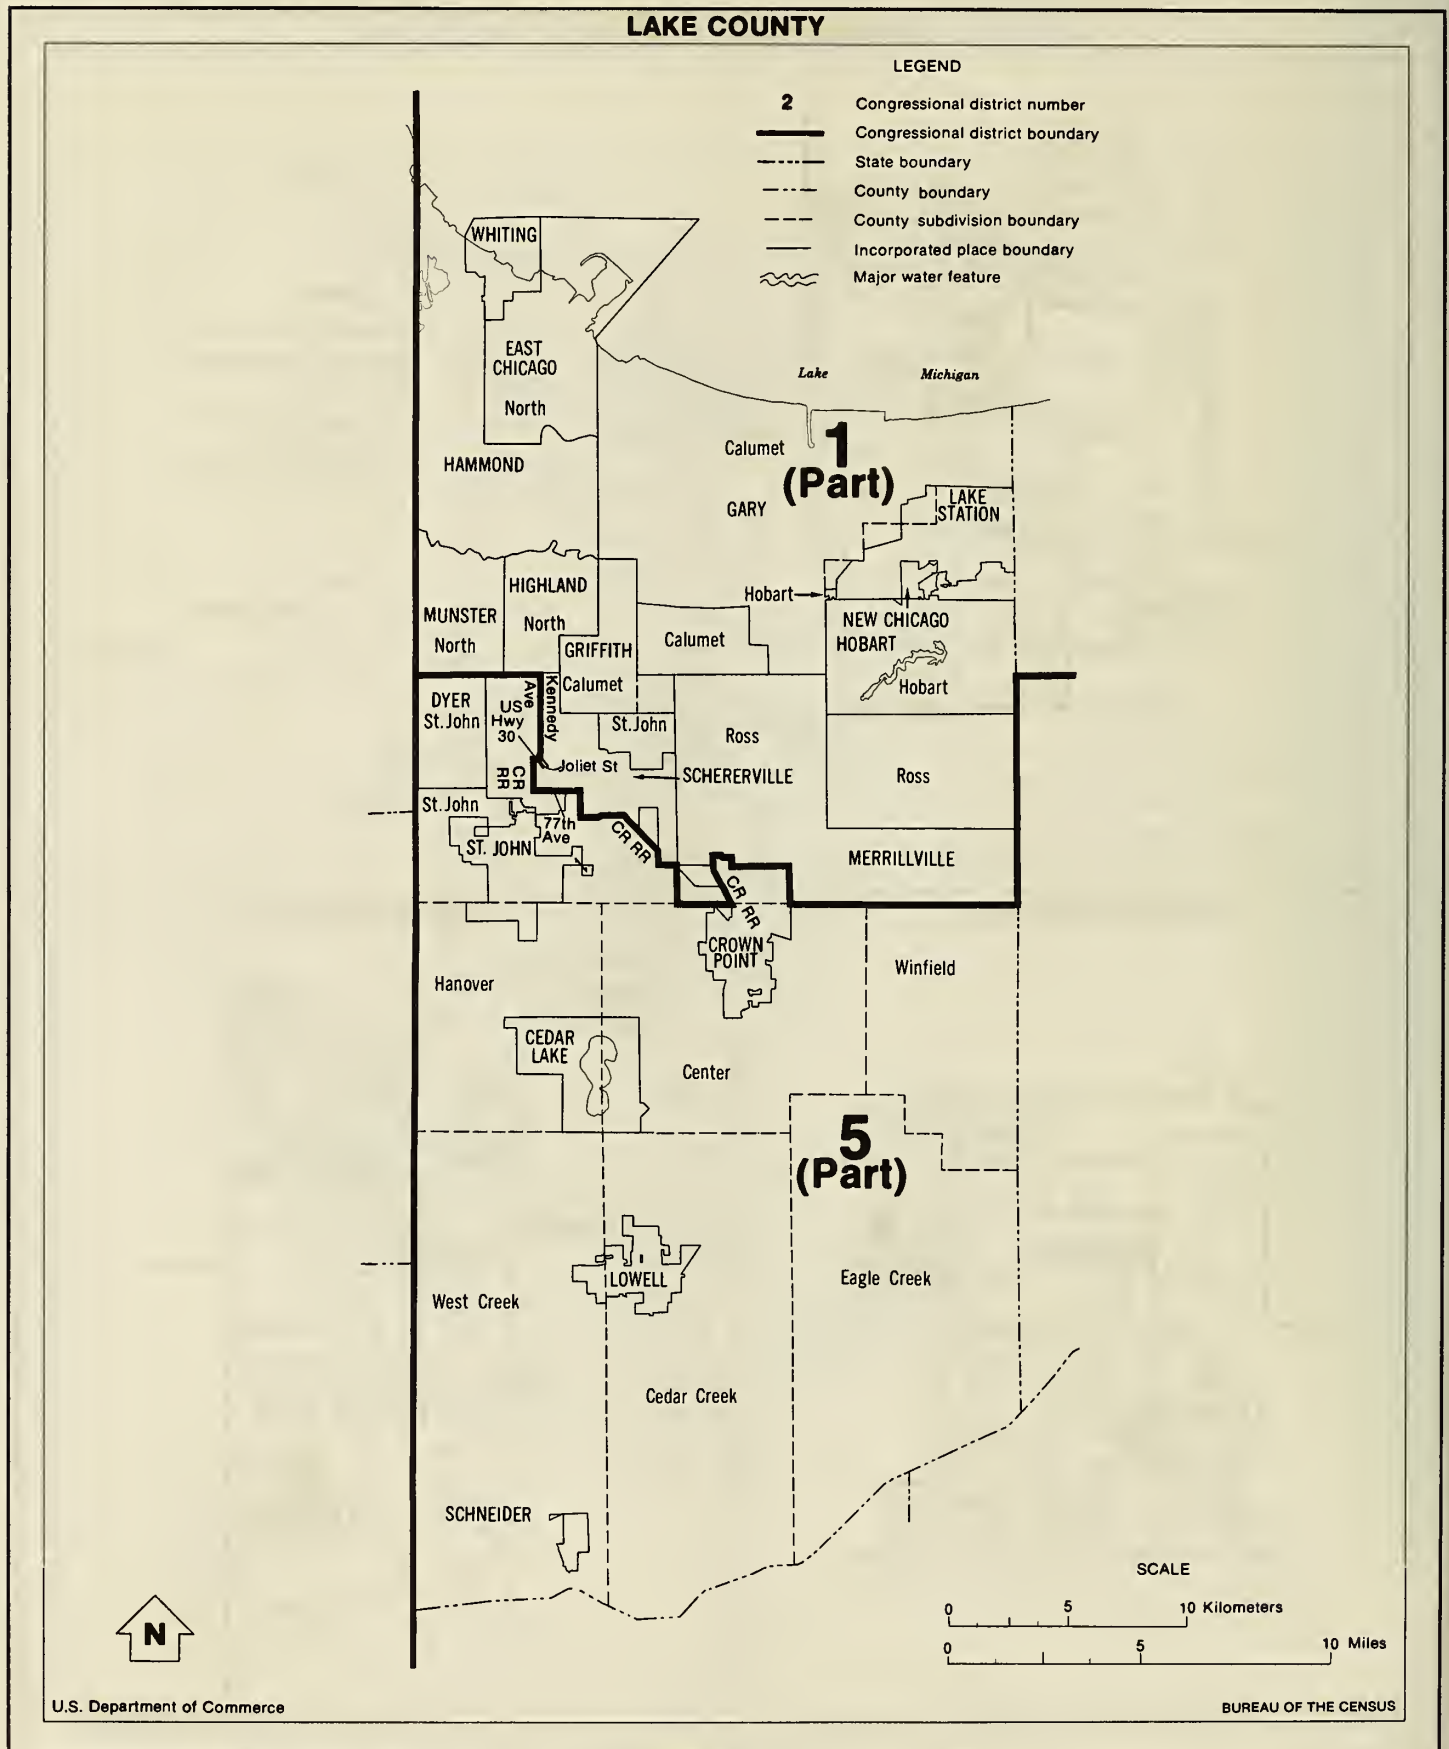 LAKE COUNTY
LEGEND
2 Congressional district number
Congressional district boundary
State boundary
County boundary
County subdivision boundary
Incorporated place boundary
Major water feature
WHITING
EAST
CHICAGO
North
Lake Michigan
HAMMOND
Calumet
1
(Part)
GARY
LAKE
STATION
HIGHLAND
North
Hobart
MUNSTER
North
Calumet
NEW CHICAGO
HOBART
Hobart
GRIFFITH
Calumet
DYER
St. John
Ave
Kennedy
US
Hwy
30
St. John
Ross
Joliet St
SCHERERVILLE
Ross
CR
RR
St. John
77th
Ave
CR RR
ST. JOHN
MERRILLVILLE
CR RR
CROWN
POINT
Winfield
Hanover
CEDAR
LAKE
Center
5
(Part)
LOWELL
Eagle Creek
West Creek
Cedar Creek
SCHNEIDER
SCALE
0 5 10 Kilometers
0 5 10 Miles
N
U.S. Department of Commerce
BUREAU OF THE CENSUS